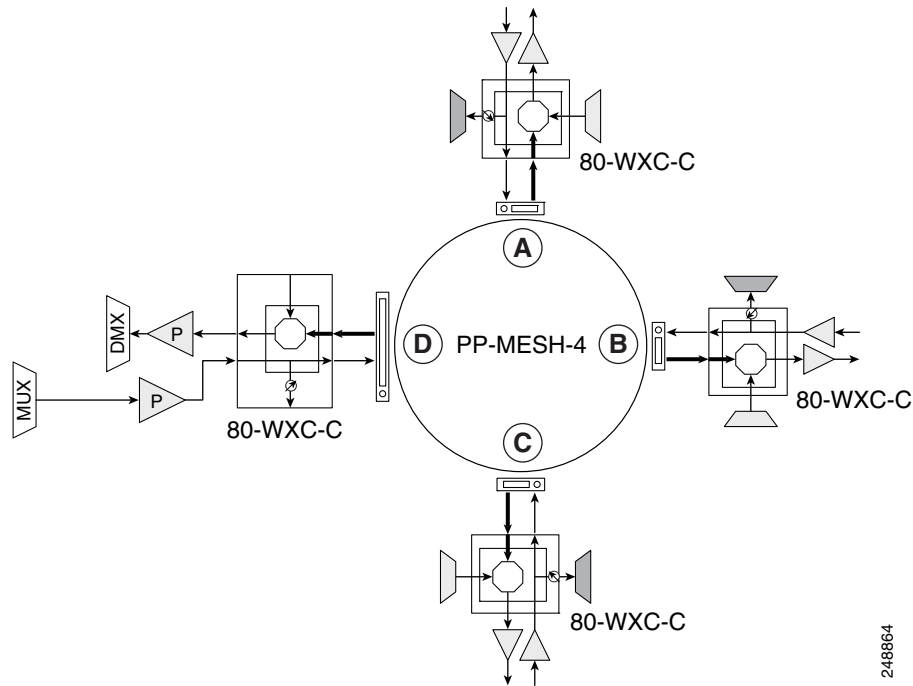 80-WXC-C
A
DMX
P
D
PP-MESH-4
B
MUX
P
80-WXC-C
80-WXC-C
C
80-WXC-C
248864